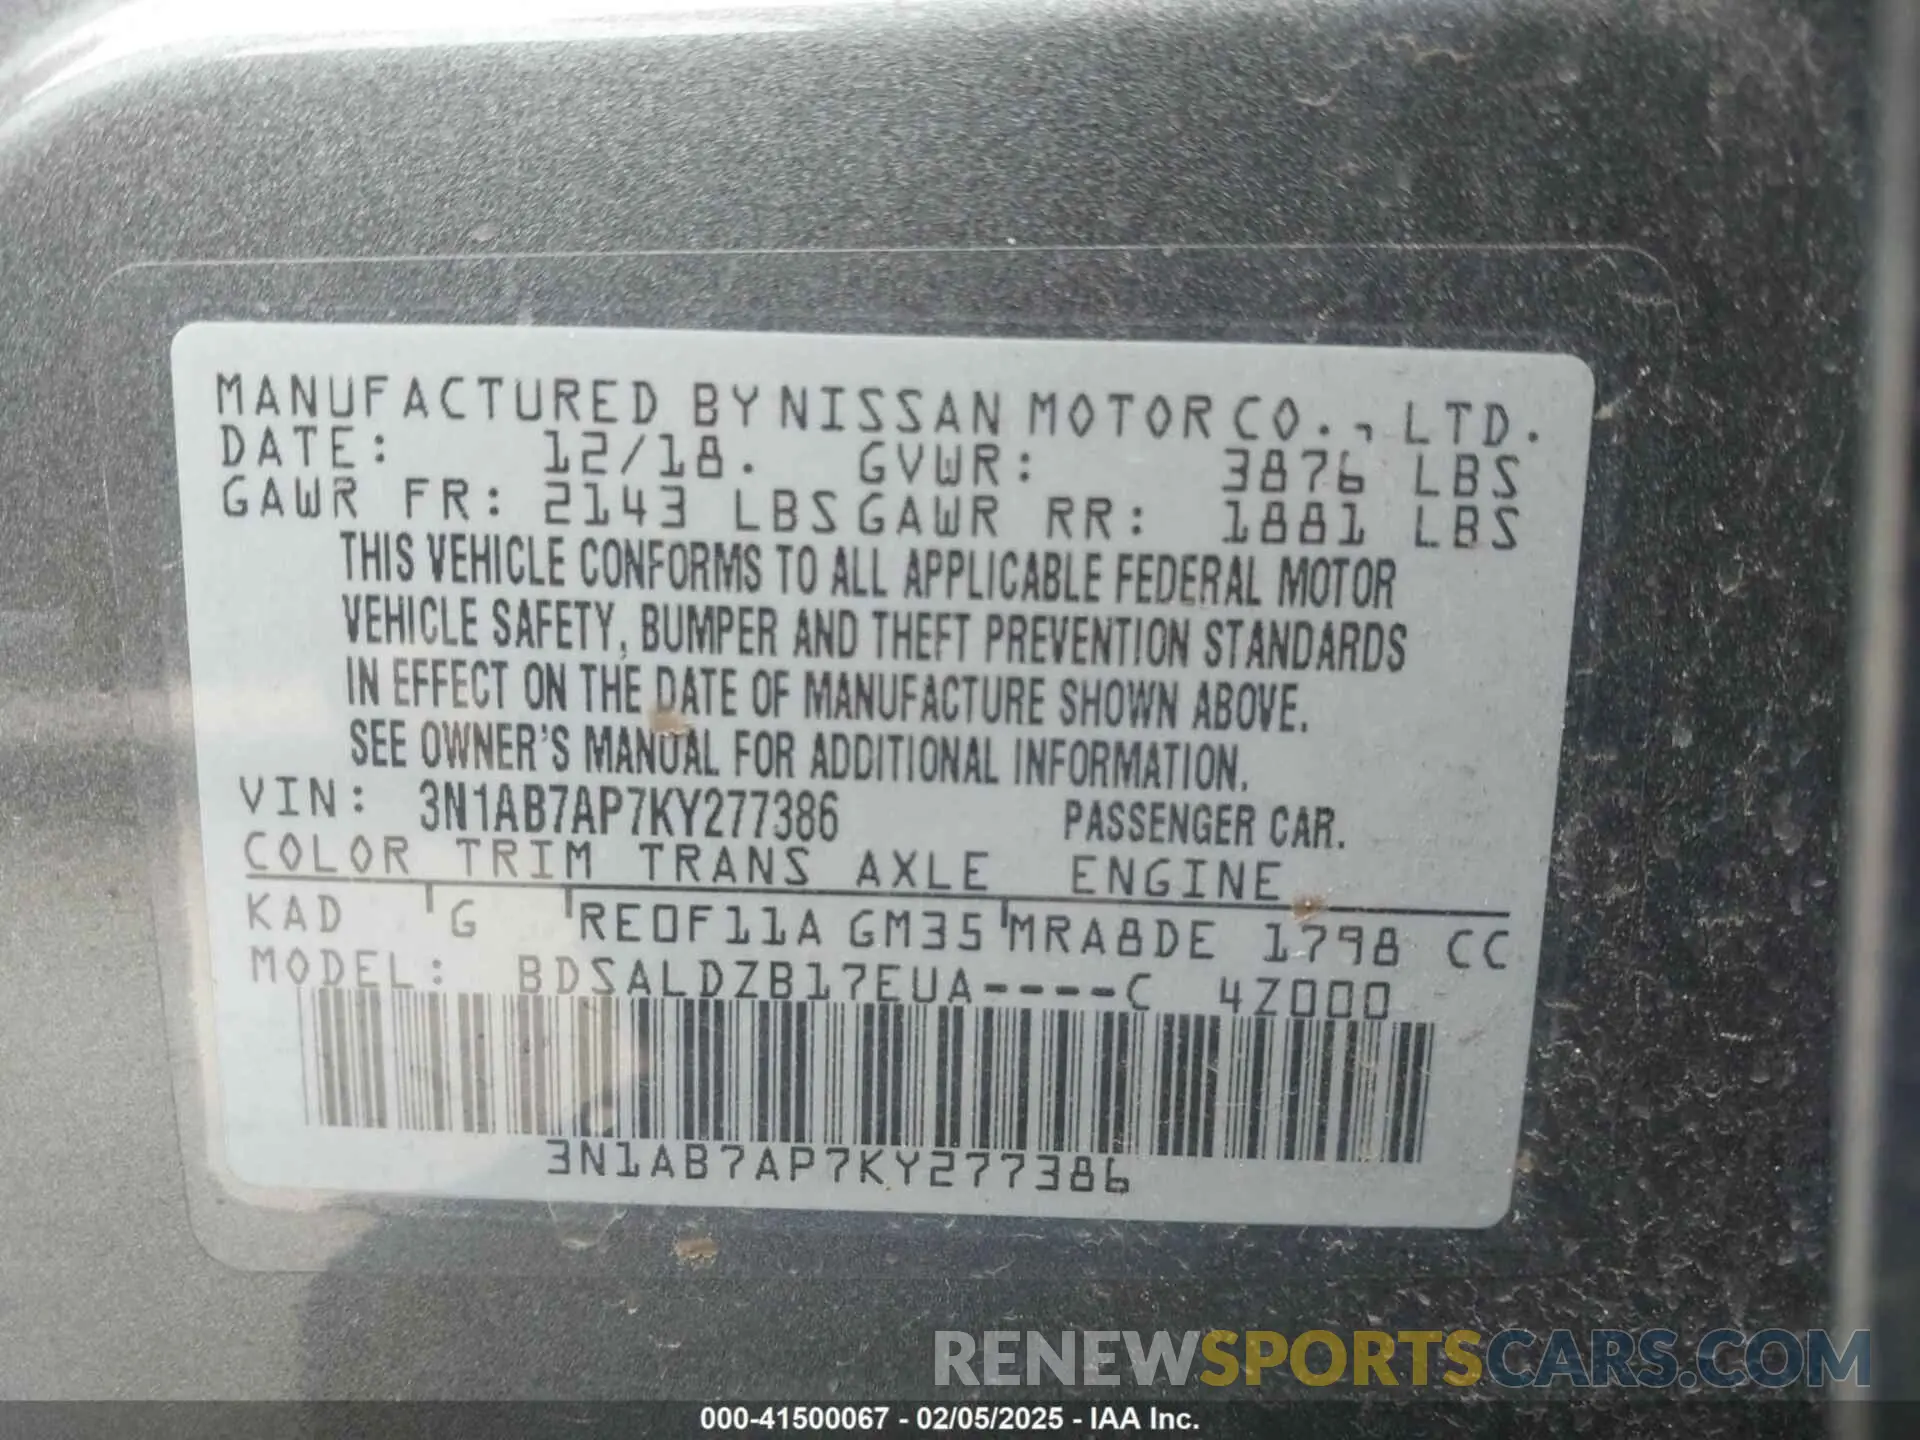 MANUFACTURED BY NISSAN MOTOR CO., LTD.
DATE: 12/18. GVWR: 3876 LBS
GAWR FR: 2143 LBS GAWR RR: 1881 LBS
THIS VEHICLE CONFORMS TO ALL APPLICABLE FEDERAL MOTOR
VEHICLE SAFETY, BUMPER AND THEFT PREVENTION STANDARDS
IN EFFECT ON THE DATE OF MANUFACTURE SHOWN ABOVE.
SEE OWNER'S MANUAL FOR ADDITIONAL INFORMATION.
VIN: 3N1AB7AP7KY277386 PASSENGER CAR.
COLOR TRIM TRANS AXLE ENGINE
KAD G RE0F11A GM35 MRA8DE 1798 CC
MODEL: BDSALDZB17EUA----C 4Z000
3N1AB7AP7KY277386
RENEWSPORTSCARS.COM
000-41500067 - 02/05/2025 - IAA Inc.